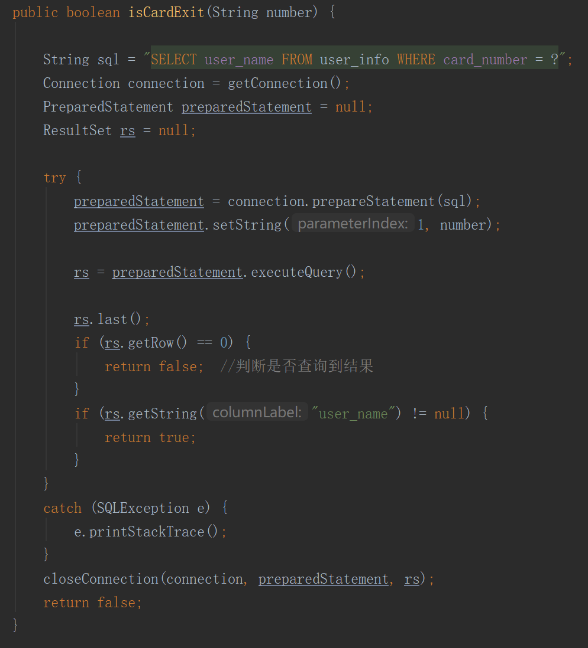 public boolean isCardExit(String number) {
String sql = "SELECT user_name FROM user_info WHERE card_number = ?";
Connection connection = getConnection();
PreparedStatement preparedStatement = null;
ResultSet rs = null;
try {
preparedStatement = connection.prepareStatement(sql);
preparedStatement.setString( parameterIndex: 1, number);
rs = preparedStatement.executeQuery();
rs.last();
if (rs.getRow() == 0) {
return false; //判断是否查询到结果
}
if (rs.getString( columnLabel: "user_name") != null) {
return true;
}
}
catch (SQLException e) {
e.printStackTrace();
}
closeConnection(connection, preparedStatement, rs);
return false;
}